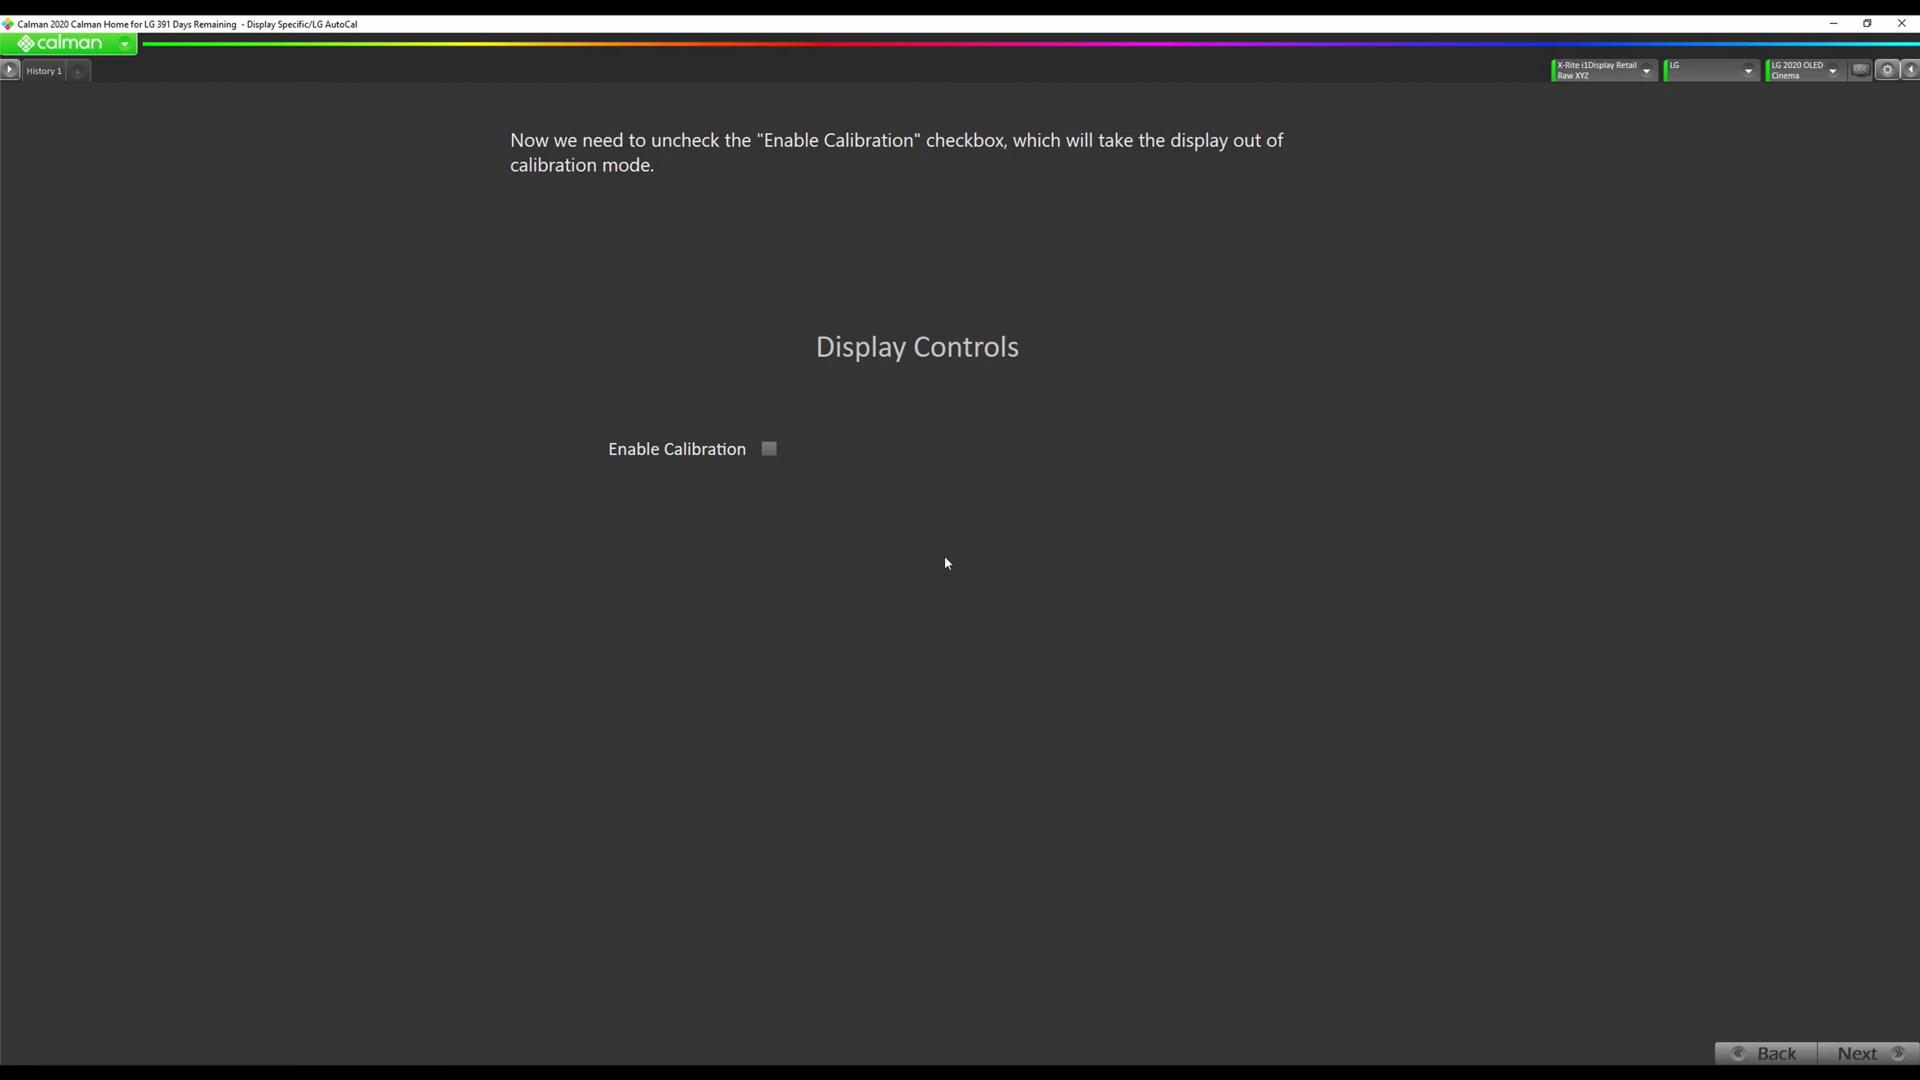 Calman 2020 Calman Home for LG 391 Days Remaining - Display Specific/LG AutoCal
calman
History 1
X-Rite i1Display Retail
Raw XYZ
LG
LG 2020 OLED
Cinema
Now we need to uncheck the "Enable Calibration" checkbox, which will take the display out of
calibration mode.
Display Controls
Enable Calibration
Back
Next